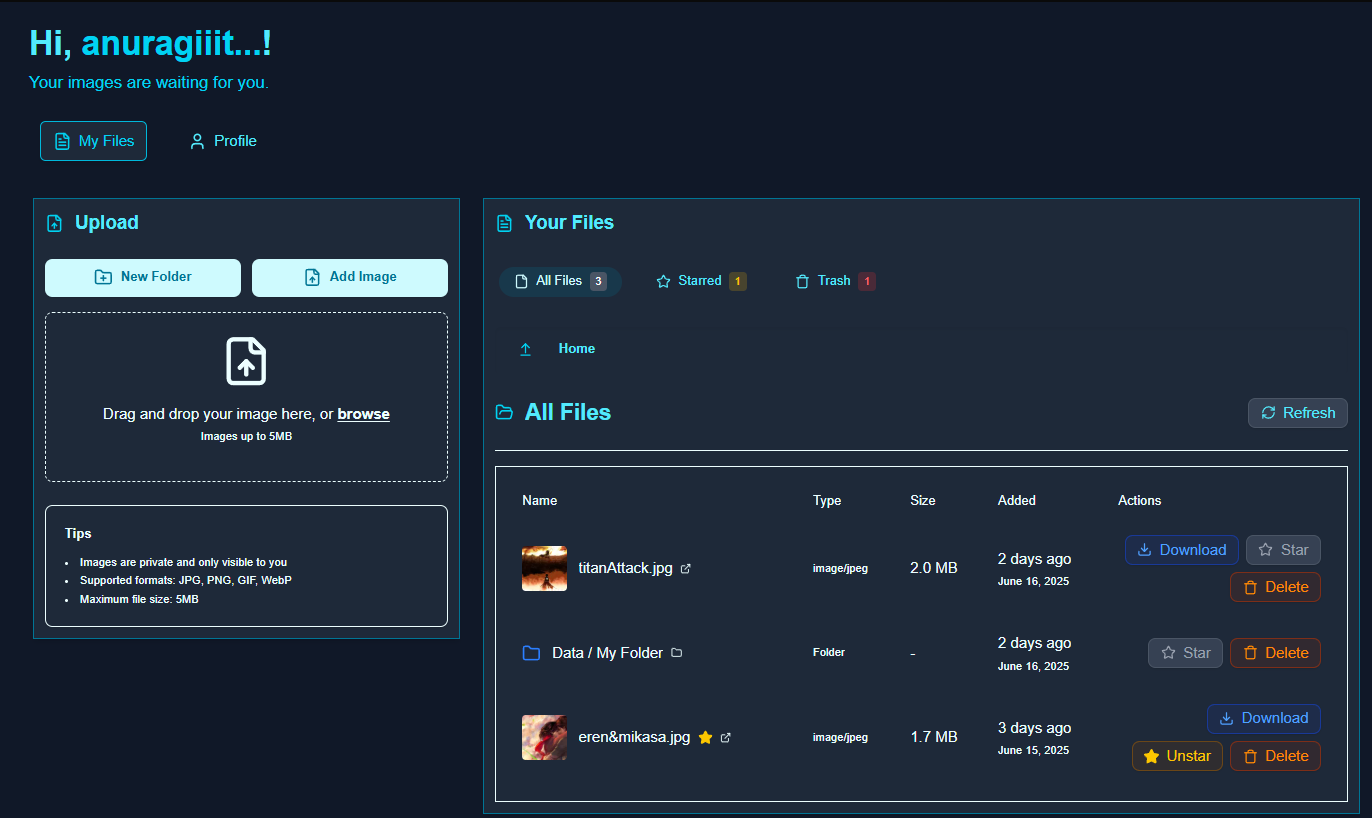 Hi, anuragiiit...!
Your images are waiting for you.
My Files Profile
Upload
New Folder Add Image
Drag and drop your image here, or browse
Images up to 5MB
Tips
Images are private and only visible to you
Supported formats: JPG, PNG, GIF, WebP
Maximum file size: 5MB
Your Files
All Files 3 Starred 1 Trash 1
Home
All Files Refresh
Name Type Size Added Actions
titanAttack.jpg image/jpeg 2.0 MB 2 days ago Download Star
June 16, 2025 Delete
Data / My Folder Folder - 2 days ago Star Delete
June 16, 2025
eren&mikasa.jpg image/jpeg 1.7 MB 3 days ago Download
June 15, 2025 Unstar Delete